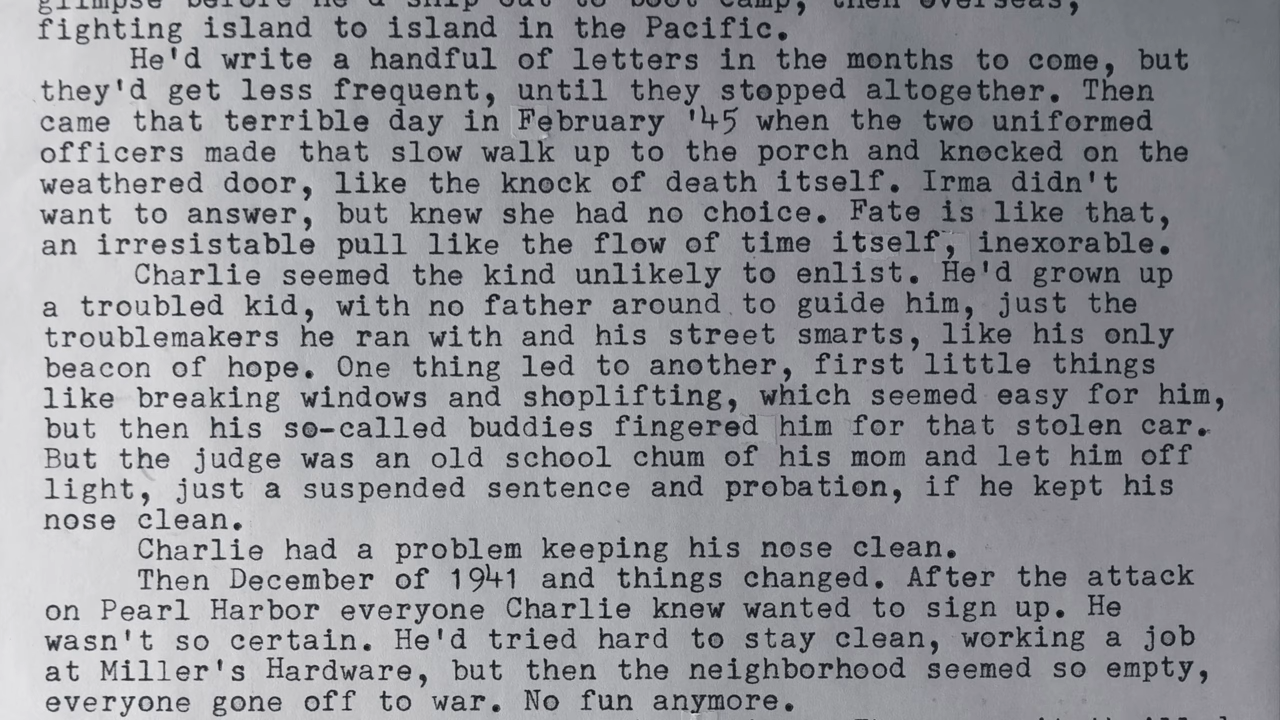 glimpse before he'd ship out to boot camp, then overseas,
fighting island to island in the Pacific.
He'd write a handful of letters in the months to come, but
they'd get less frequent, until they stopped altogether. Then
came that terrible day in February '45 when the two uniformed
officers made that slow walk up to the porch and knocked on the
weathered door, like the knock of death itself. Irma didn't
want to answer, but knew she had no choice. Fate is like that,
an irresistable pull like the flow of time itself, inexorable.
Charlie seemed the kind unlikely to enlist. He'd grown up
a troubled kid, with no father around to guide him, just the
troublemakers he ran with and his street smarts, like his only
beacon of hope. One thing led to another, first little things
like breaking windows and shoplifting, which seemed easy for him,
but then his so-called buddies fingered him for that stolen car.
But the judge was an old school chum of his mom and let him off
light, just a suspended sentence and probation, if he kept his
nose clean.
Charlie had a problem keeping his nose clean.
Then December of 1941 and things changed. After the attack
on Pearl Harbor everyone Charlie knew wanted to sign up. He
wasn't so certain. He'd tried hard to stay clean, working a job
at Miller's Hardware, but then the neighborhood seemed so empty,
everyone gone off to war. No fun anymore.